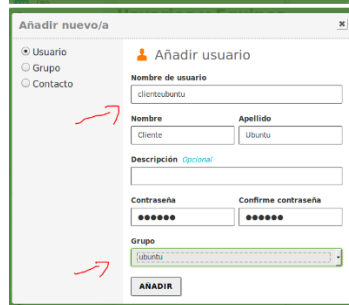 Añadir nuevo/a
x
Usuario
Grupo
Contacto
Añadir usuario
Nombre de usuario
clienteubuntu
Nombre Apellido
Cliente Ubuntu
Descripción Opcional
Contraseña Confirme contraseña
●●●●●● ●●●●●●
Grupo
ubuntu
AÑADIR